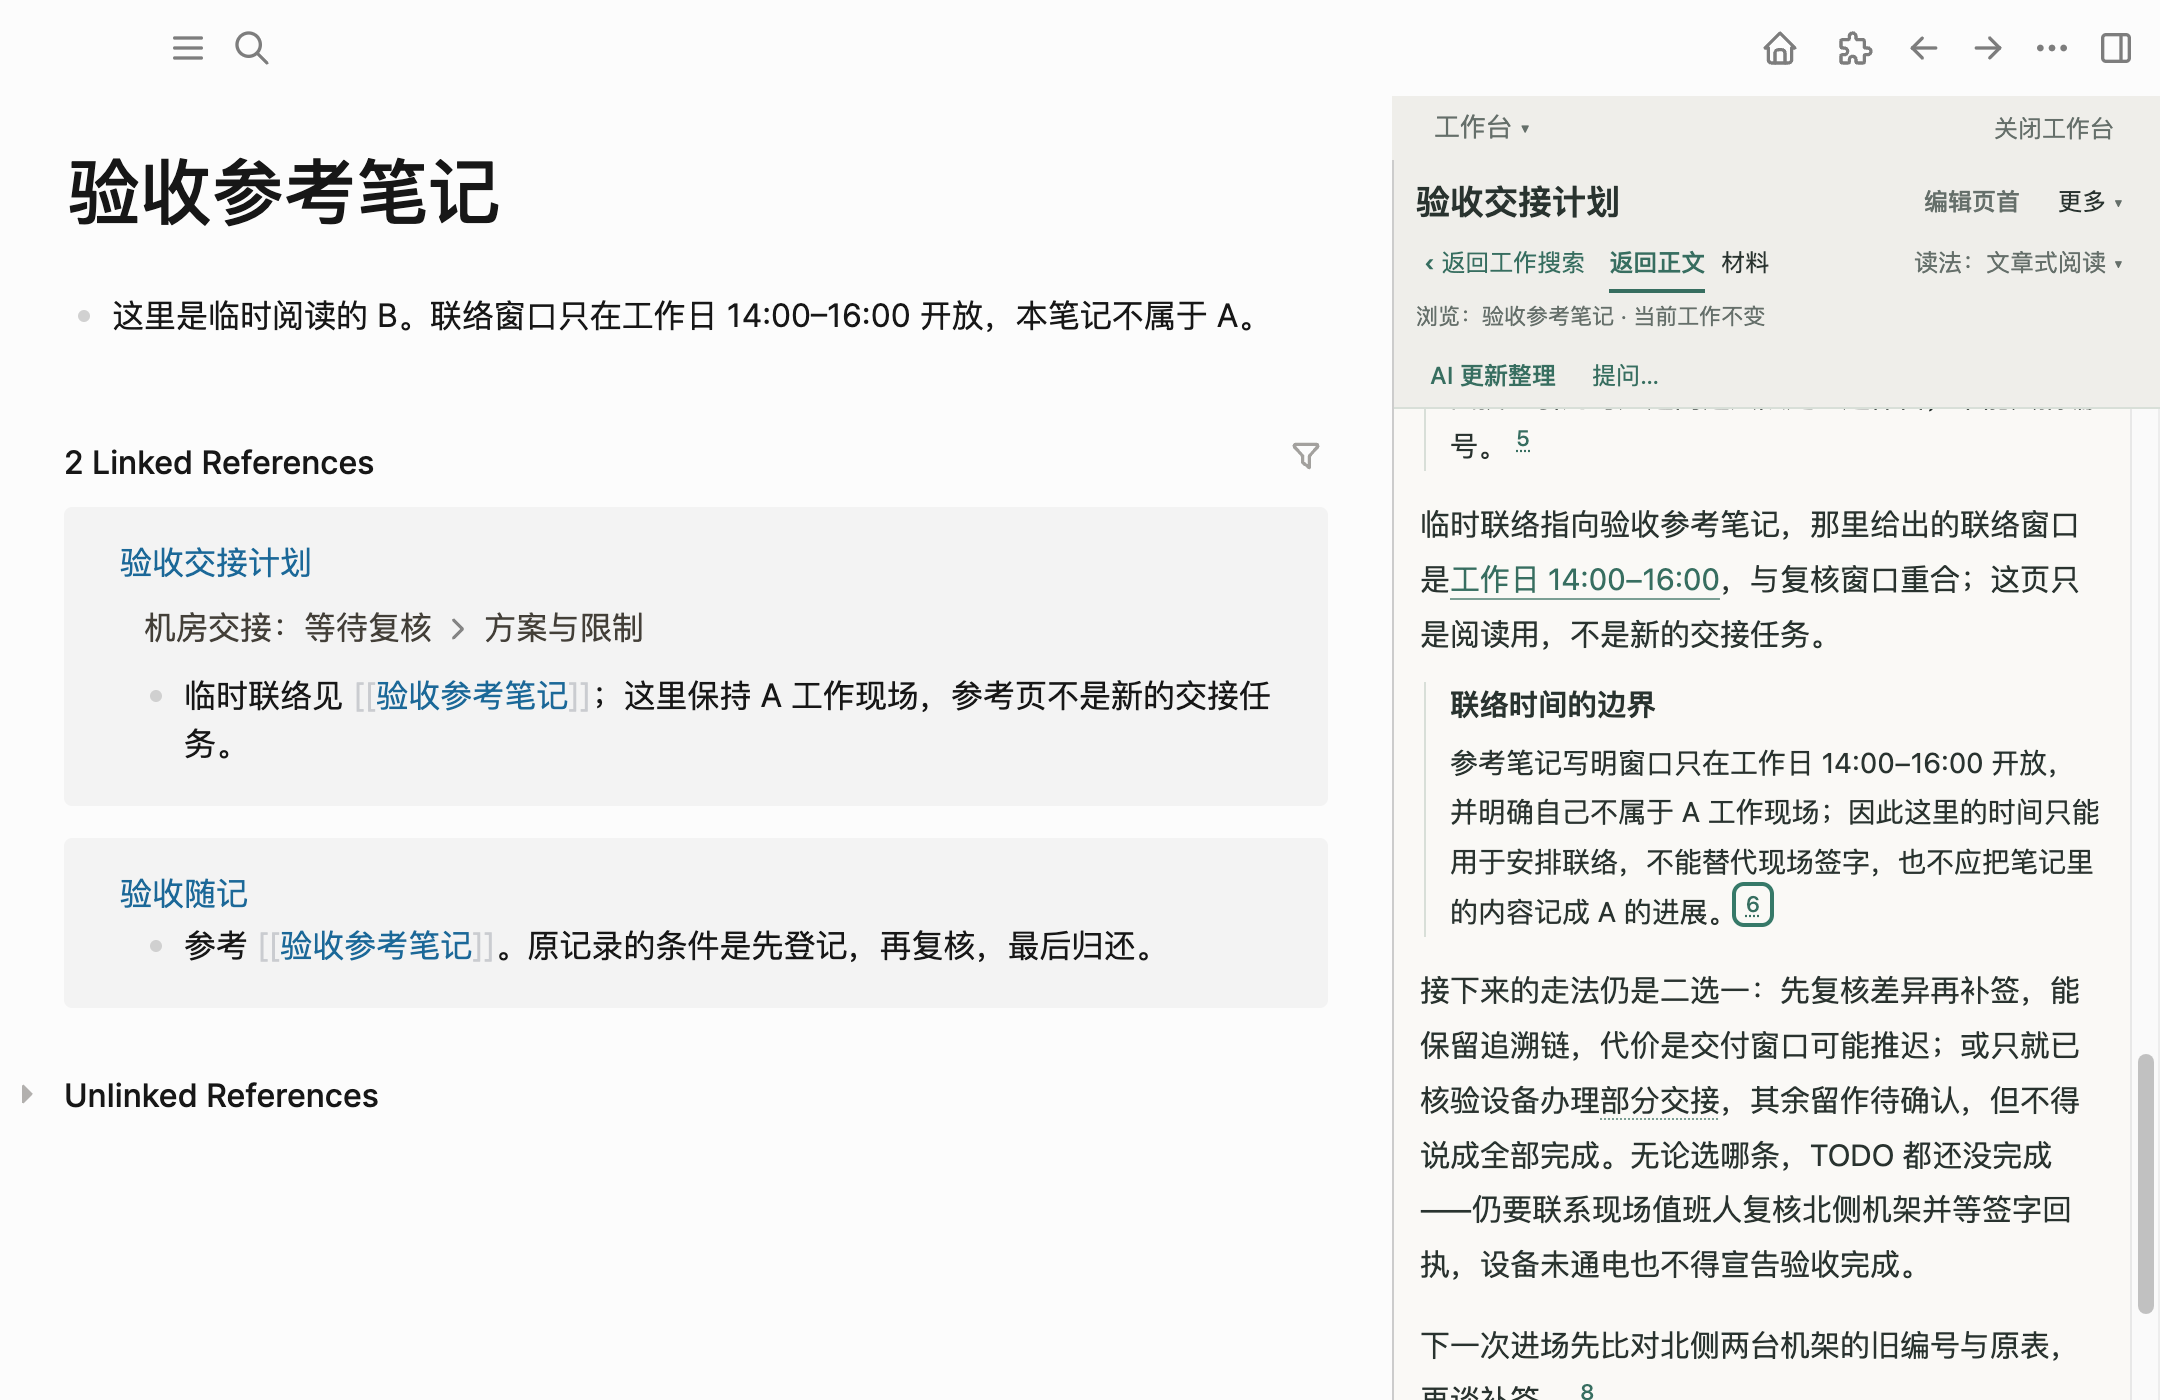 验收参考笔记
这里是临时阅读的 B。联络窗口只在工作日 14:00–16:00 开放，本笔记不属于 A。
2 Linked References
验收交接计划
机房交接：等待复核 > 方案与限制
临时联络见 [[验收参考笔记]]；这里保持 A 工作现场，参考页不是新的交接任
务。
验收随记
参考 [[验收参考笔记]]。原记录的条件是先登记，再复核，最后归还。
Unlinked References
工作台 ▾
关闭工作台
验收交接计划
编辑页首 更多 ▾
‹ 返回工作搜索 返回正文 材料
读法：文章式阅读 ▾
浏览：验收参考笔记 · 当前工作不变
AI 更新整理 提问...
号。 5
临时联络指向验收参考笔记，那里给出的联络窗口
是工作日 14:00–16:00，与复核窗口重合；这页只
是阅读用，不是新的交接任务。
联络时间的边界
参考笔记写明窗口只在工作日 14:00–16:00 开放，
并明确自己不属于 A 工作现场；因此这里的时间只能
用于安排联络，不能替代现场签字，也不应把笔记里
的内容记成 A 的进展。 6
接下来的走法仍是二选一：先复核差异再补签，能
保留追溯链，代价是交付窗口可能推迟；或只就已
核验设备办理部分交接，其余留作待确认，但不得
说成全部完成。无论选哪条，TODO 都还没完成
——仍要联系现场值班人复核北侧机架并等签字回
执，设备未通电也不得宣告验收完成。
下一次进场先比对北侧两台机架的旧编号与原表，
再谈补签。 8